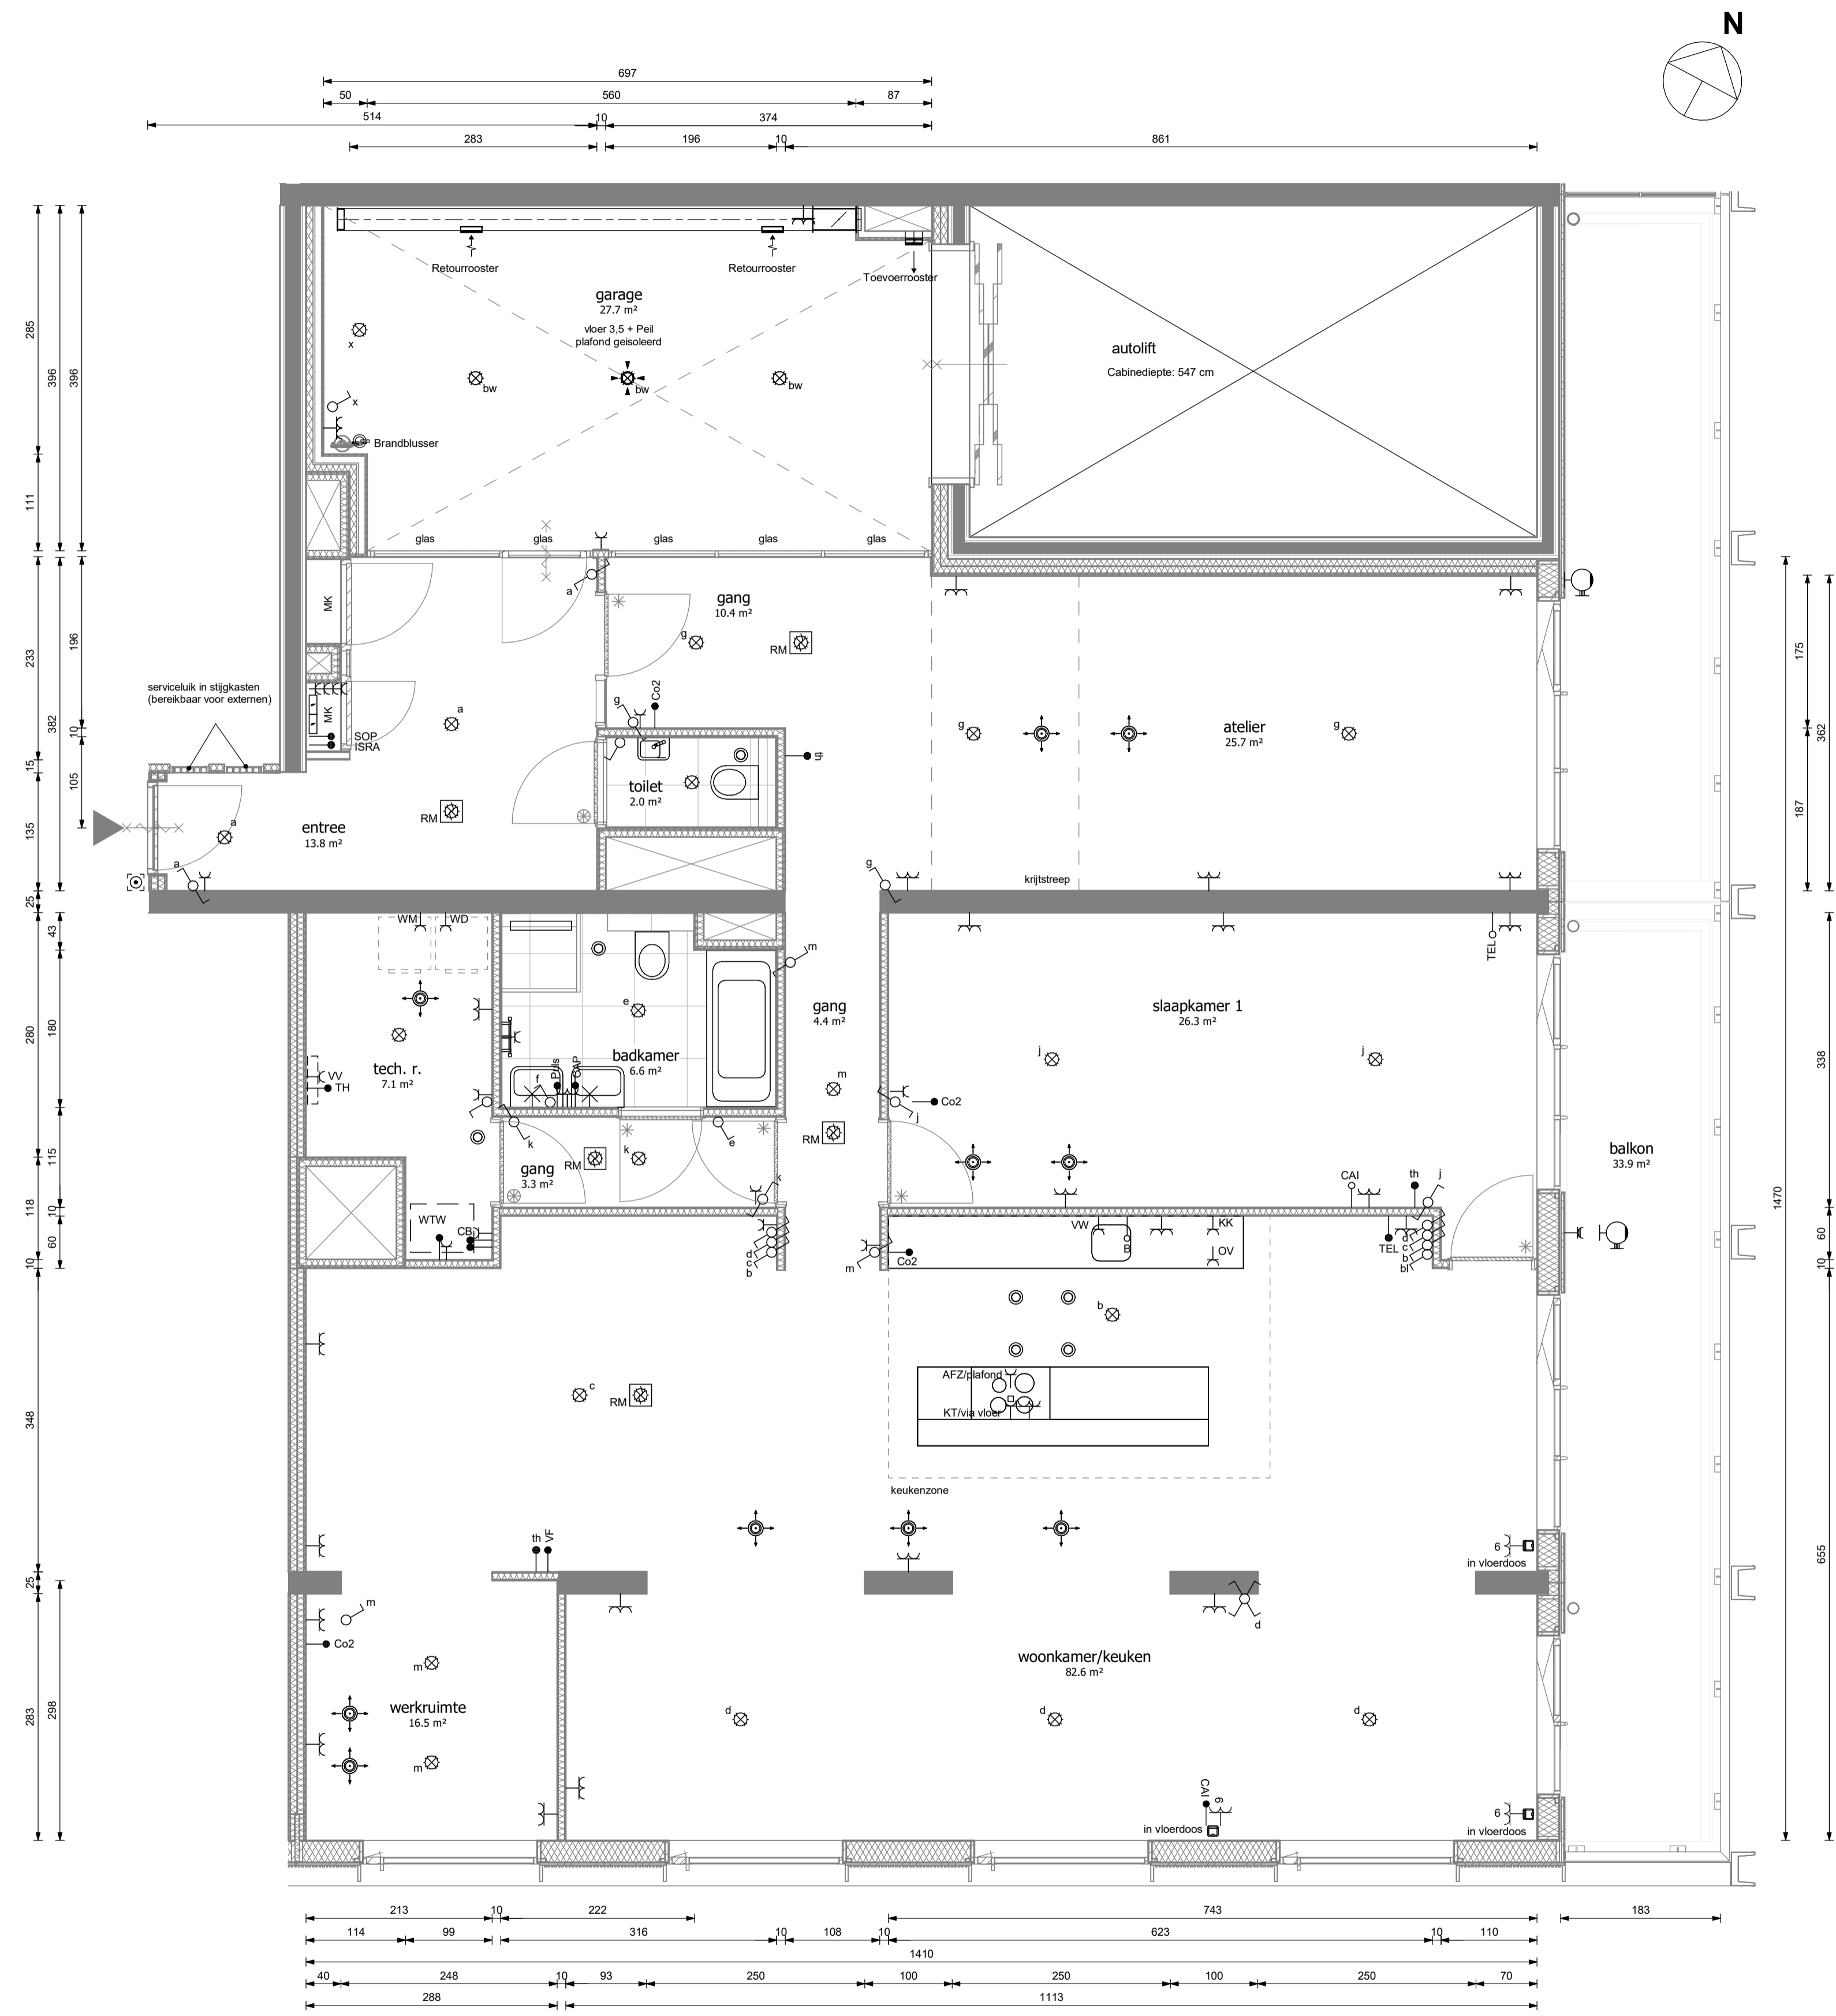 N
697
50
560
87
514
10
374
283
196
10
861
Retourrooster
Retourrooster
Toevoerrooster
garage
27.7 m²
vloer 3,5 + Peil
plafond geisoleerd
x
bw
bw
bw
x
Brandblusser
autolift
Cabinediepte: 547 cm
285
396
396
111
glas
glas
glas
glas
glas
MK
a
gang
10.4 m²
g
RM
233
382
196
10
15
105
135
25
serviceluik in stijgkasten
(bereikbaar voor externen)
MK
SOP
ISRA
a
g
Co2
th
toilet
2.0 m²
RM
entree
13.8 m²
a
a
g
atelier
25.7 m²
g
g
krijtstreep
175
362
187
WM
WD
43
280
180
115
118
10
60
10
m
TEL
e
gang
4.4 m²
slaapkamer 1
26.3 m²
badkamer
6.6 m²
tech. r.
7.1 m²
VV
TH
Puls
CAP
f
m
j
j
Co2
j
RM
k
e
k
RM
gang
3.3 m²
k
balkon
33.9 m²
338
1470
CAI
th
j
WTW
CB
d
c
b
m
Co2
VW
B
KK
OV
TEL
d
c
b
bl
60
10
b
AFZ/plafond
KT/via vloer
c
RM
keukenzone
348
25
th
VF
6
in vloerdoos
655
m
Co2
d
m
werkruimte
16.5 m²
m
woonkamer/keuken
82.6 m²
d
d
d
283
298
CAI
6
in vloerdoos
6
in vloerdoos
213
10
222
743
183
114
99
316
10
108
10
623
10
110
1410
40
248
10
93
250
100
250
100
250
70
288
1113